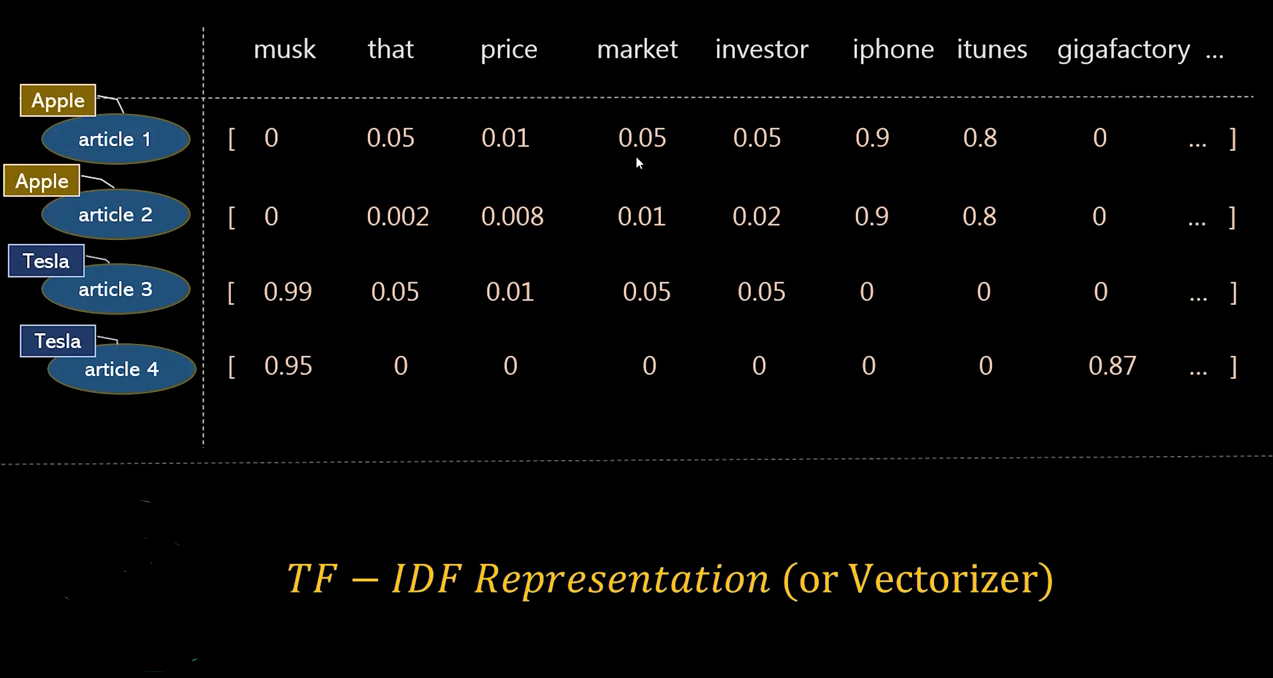 musk that price market investor iphone itunes gigafactory ...
Apple
article 1 [ 0 0.05 0.01 0.05 0.05 0.9 0.8 0 ... ]
Apple
article 2 [ 0 0.002 0.008 0.01 0.02 0.9 0.8 0 ... ]
Tesla
article 3 [ 0.99 0.05 0.01 0.05 0.05 0 0 0 ... ]
Tesla
article 4 [ 0.95 0 0 0 0 0 0 0.87 ... ]
TF − IDF Representation (or Vectorizer)